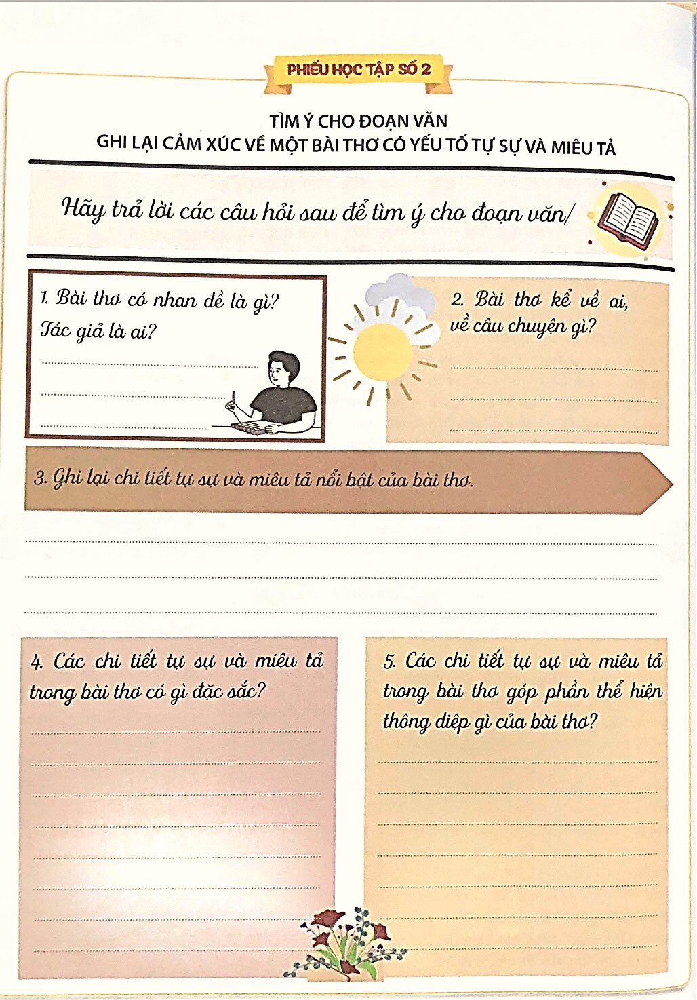 PHIẾU HỌC TẬP SỐ 2
TÌM Ý CHO ĐOẠN VĂN
GHI LẠI CẢM XÚC VỀ MỘT BÀI THƠ CÓ YẾU TỐ TỰ SỰ VÀ MIÊU TẢ
Hãy trả lời các câu hỏi sau để tìm ý cho đoạn văn/
1. Bài thơ có nhan đề là gì?
Tác giả là ai?
2. Bài thơ kể về ai,
về câu chuyện gì?
3. Ghi lại chi tiết tự sự và miêu tả nổi bật của bài thơ.
4. Các chi tiết tự sự và miêu tả
trong bài thơ có gì đặc sắc?
5. Các chi tiết tự sự và miêu tả
trong bài thơ góp phần thể hiện
thông điệp gì của bài thơ?